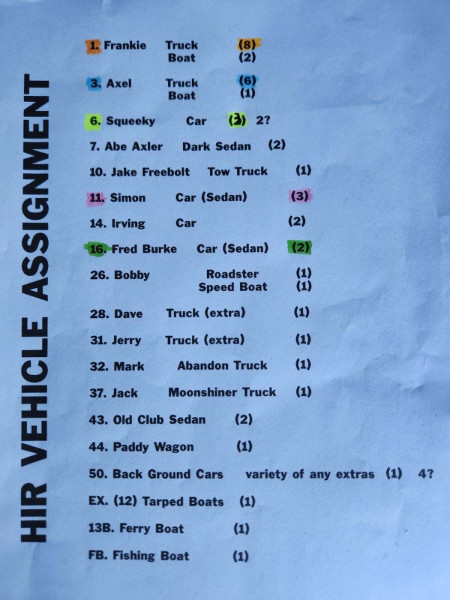 HIR VEHICLE ASSIGNMENT
1. Frankie Truck (8)
Boat (2)
3. Axel Truck (6)
Boat (1)
6. Squeeky Car (3) 2?
7. Abe Axler Dark Sedan (2)
10. Jake Freebolt Tow Truck (1)
11. Simon Car (Sedan) (3)
14. Irving Car (2)
16. Fred Burke Car (Sedan) (2)
26. Bobby Roadster (1)
Speed Boat (1)
28. Dave Truck (extra) (1)
31. Jerry Truck (extra) (1)
32. Mark Abandon Truck (1)
37. Jack Moonshiner Truck (1)
43. Old Club Sedan (2)
44. Paddy Wagon (1)
50. Back Ground Cars variety of any extras (1) 4?
EX. (12) Tarped Boats (1)
13B. Ferry Boat (1)
FB. Fishing Boat (1)